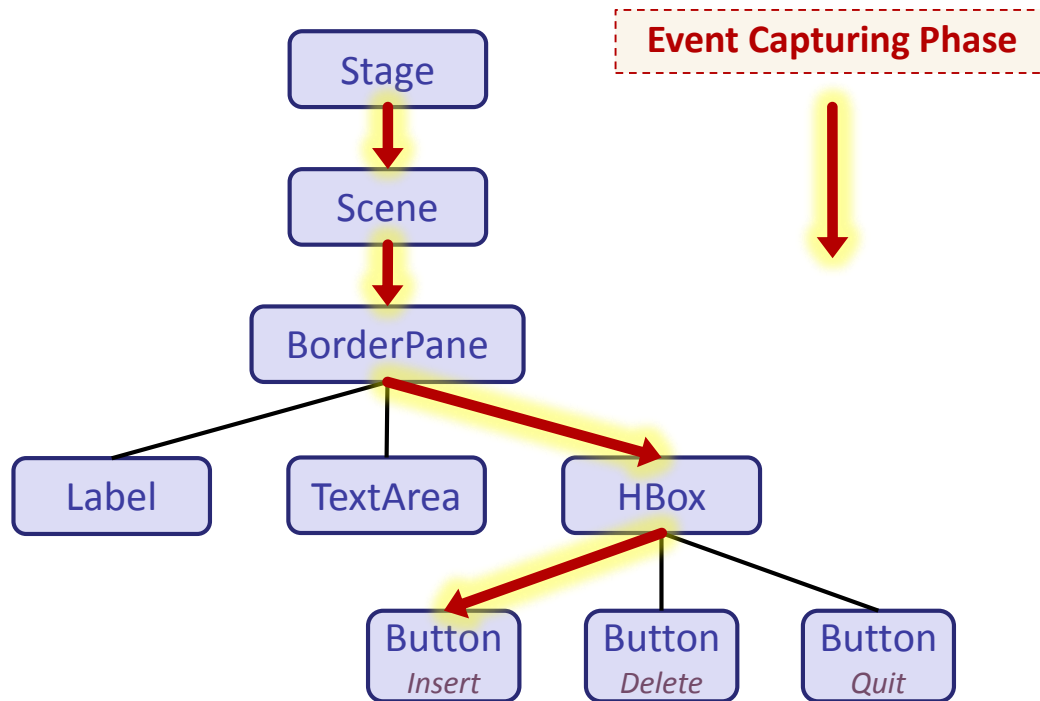 Event Capturing Phase
Stage
Scene
BorderPane
Label
TextArea
HBox
Button
Insert
Button
Delete
Button
Quit